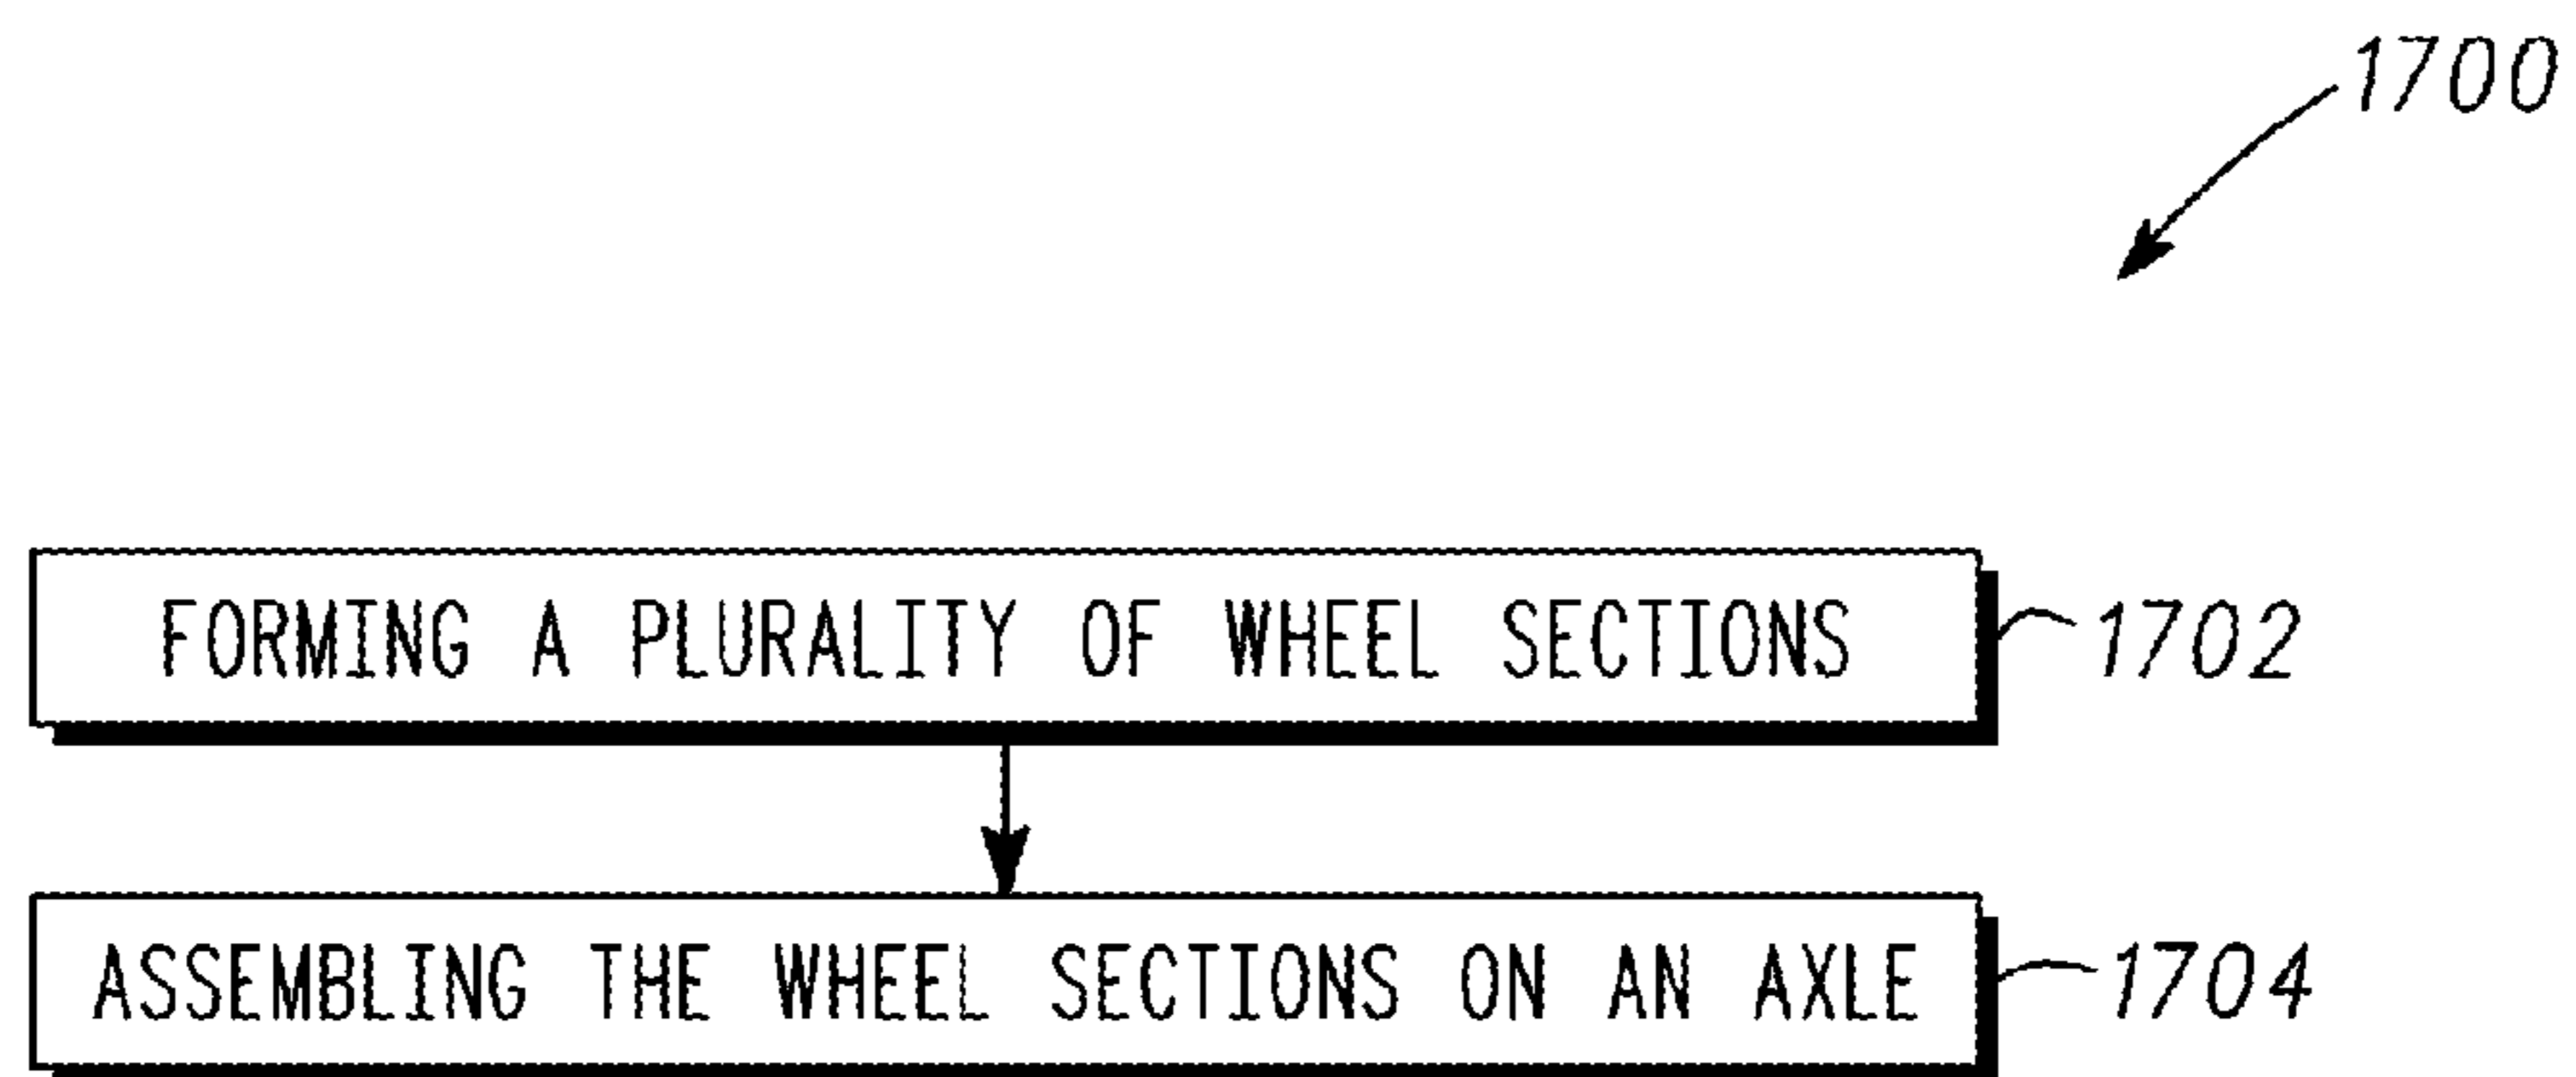 1700
FORMING A PLURALITY OF WHEEL SECTIONS 1702
ASSEMBLING THE WHEEL SECTIONS ON AN AXLE 1704